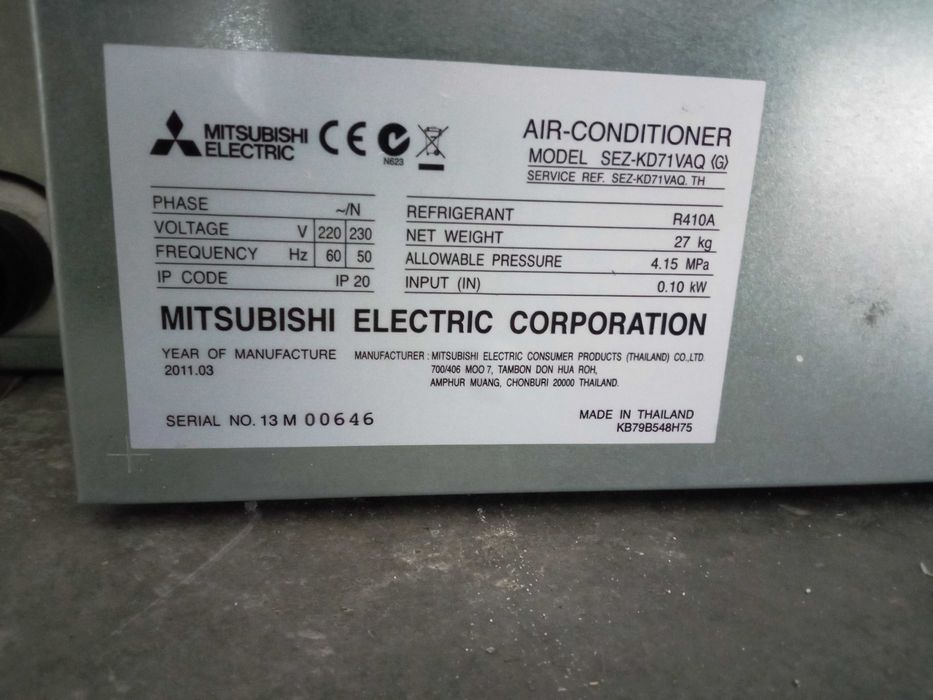 MITSUBISHI
ELECTRIC
CE
N623
AIR-CONDITIONER
MODEL SEZ-KD71VAQ (G)
SERVICE REF. SEZ-KD71VAQ. TH
PHASE ~/N
VOLTAGE V 220 230
FREQUENCY Hz 60 50
IP CODE IP 20
REFRIGERANT R410A
NET WEIGHT 27 kg
ALLOWABLE PRESSURE 4.15 MPa
INPUT (IN) 0.10 kW
MITSUBISHI ELECTRIC CORPORATION
YEAR OF MANUFACTURE
2011.03
MANUFACTURER : MITSUBISHI ELECTRIC CONSUMER PRODUCTS (THAILAND) CO.,LTD.
700/406 MOO 7, TAMBON DON HUA ROH,
AMPHUR MUANG, CHONBURI 20000 THAILAND.
SERIAL NO. 13 M 00646
MADE IN THAILAND
KB79B548H75